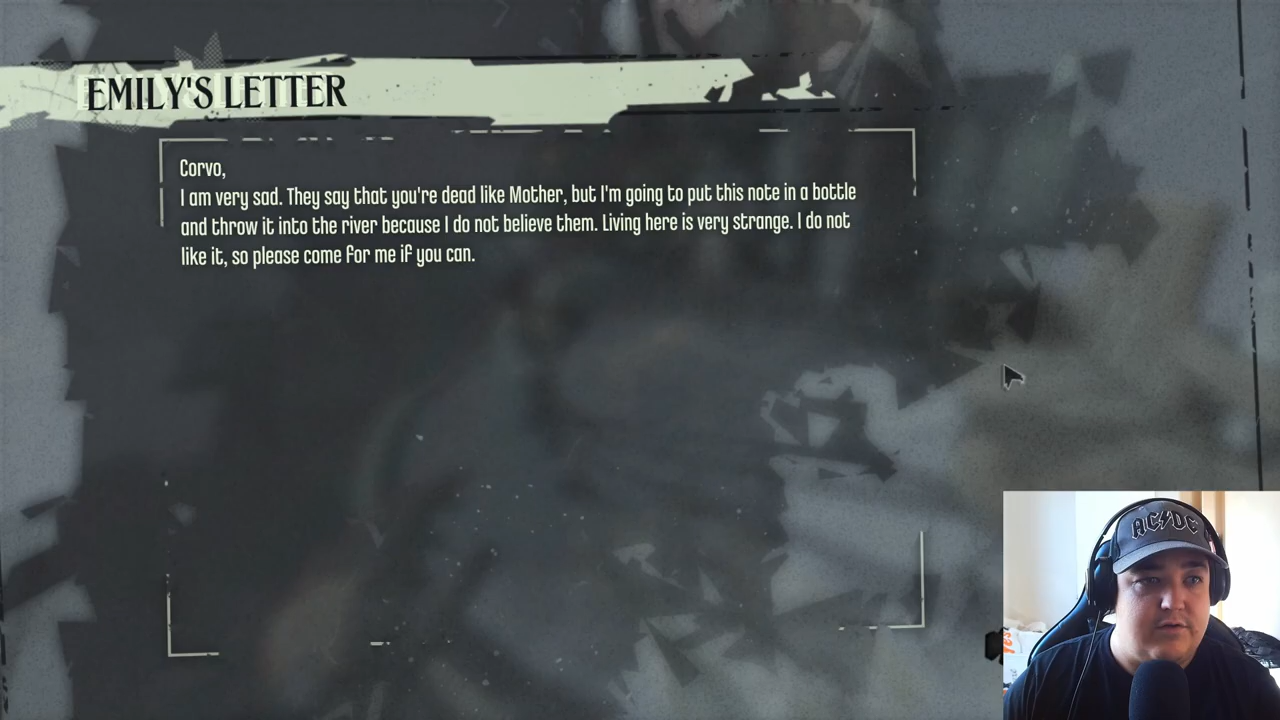 EMILY'S LETTER
Corvo,
I am very sad. They say that you're dead like Mother, but I'm going to put this note in a bottle
and throw it into the river because I do not believe them. Living here is very strange. I do not
like it, so please come for me if you can.
AC/DC